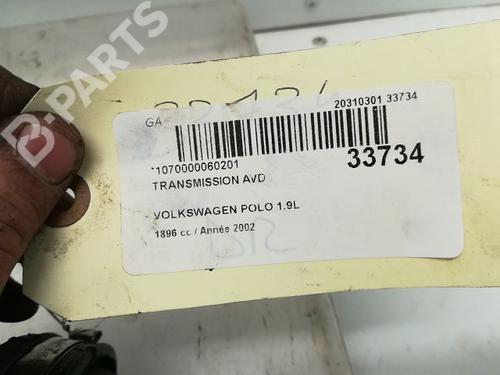 B-PARTS
GA
20310301 33734
*1070000060201
33734
TRANSMISSION AVD
VOLKSWAGEN POLO 1.9L
1896 cc / Année 2002